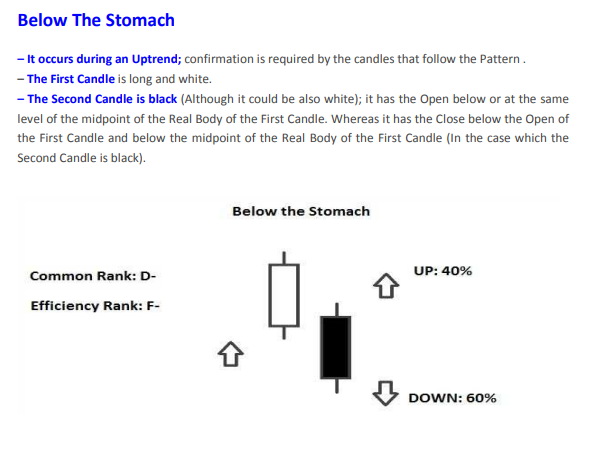 Below The Stomach
– It occurs during an Uptrend; confirmation is required by the candles that follow the Pattern .
– The First Candle is long and white.
– The Second Candle is black (Although it could be also white); it has the Open below or at the same
level of the midpoint of the Real Body of the First Candle. Whereas it has the Close below the Open of
the First Candle and below the midpoint of the Real Body of the First Candle (In the case which the
Second Candle is black).
Below the Stomach
Common Rank: D-
Efficiency Rank: F-
UP: 40%
DOWN: 60%